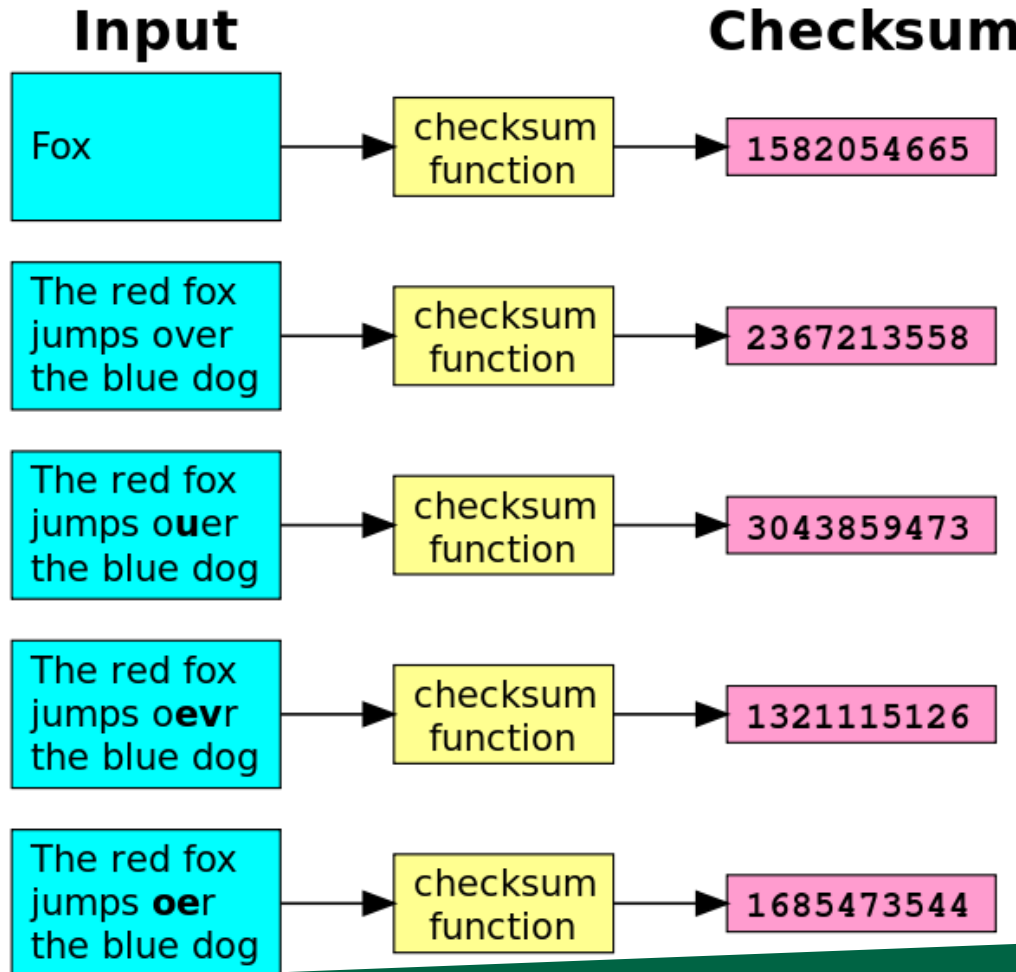 Input
Checksum
Fox
checksum
function
1582054665
The red fox
jumps over
the blue dog
checksum
function
2367213558
The red fox
jumps ouer
the blue dog
checksum
function
3043859473
The red fox
jumps oevr
the blue dog
checksum
function
1321115126
The red fox
jumps oer
the blue dog
checksum
function
1685473544